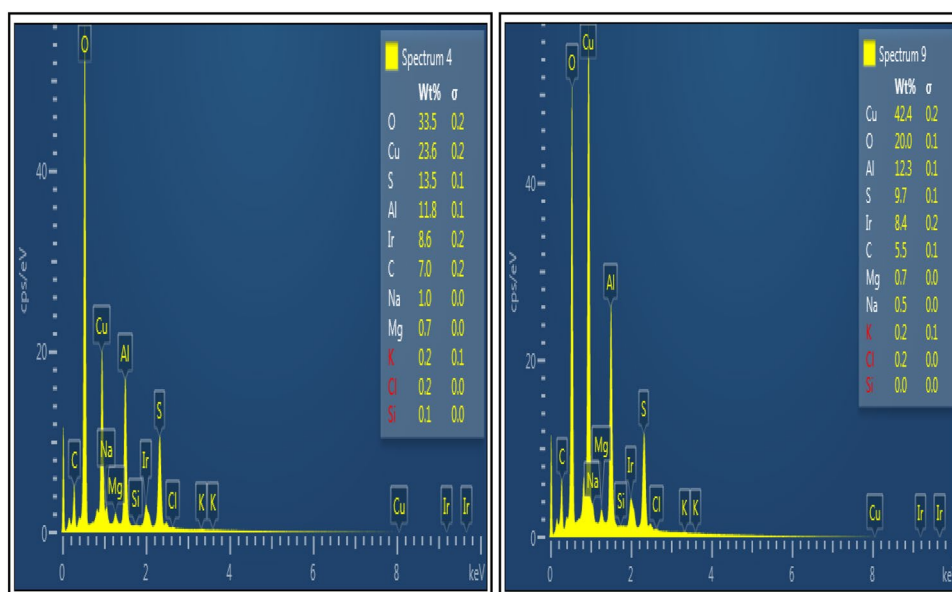 O
Spectrum 4
Wt% σ
O 33.5 0.2
Cu 23.6 0.2
S 13.5 0.1
Al 11.8 0.1
Ir 8.6 0.2
C 7.0 0.2
Na 1.0 0.0
Mg 0.7 0.0
K 0.2 0.1
Cl 0.2 0.0
Si 0.1 0.0
40
cps/eV
20
Cu
Al
S
C
Na
Ir
Mg
Si
Cl
K K
Cu
Ir
Ir
0
0 2 4 6 8 keV
Cu
O
Spectrum 9
Wt% σ
Cu 42.4 0.2
O 20.0 0.1
Al 12.3 0.1
S 9.7 0.1
Ir 8.4 0.2
C 5.5 0.1
Mg 0.7 0.0
Na 0.5 0.0
K 0.2 0.1
Cl 0.2 0.0
Si 0.0 0.0
40
cps/eV
20
Al
S
C
Mg
Ir
Na
Si
Cl
K K
Cu
Ir
Ir
0
0 2 4 6 8 ke